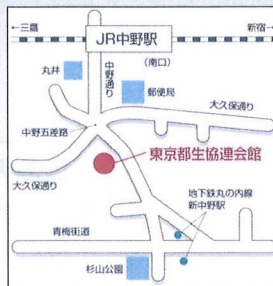 ←三鷹
新宿→
JR中野駅
(南口)
丸井
中野通り
郵便局
大久保通り
中野五差路
東京都生協連会館
大久保通り
地下鉄丸の内線
新中野駅
青梅街道
杉山公園